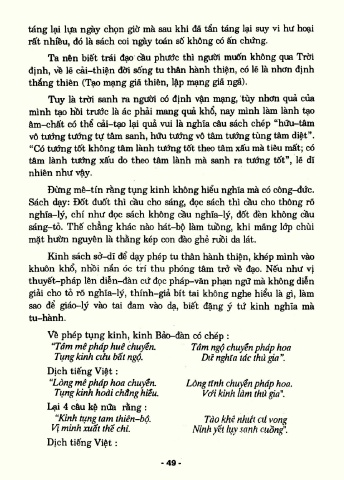 táng lại lựa ngày chọn giờ mà sau khi đã tẩn táng lại suy vi hư hoại
rất nhiều, đó là sách coi ngày toán số không có ấn chứng.
Ta nên biết trái đạo cầu phước thì người muốn không qua Trời
định, về lẽ cải-thiện đời sống tu thân hành thiện, có lẽ là nhơn định
thắng thiên (Tạo mạng giả thiên, lập mạng giả ngã).
Tuy là trời sanh ra người có định vận mạng, tùy nhơn quả của
mình tạo hồi trước là ác phải mang quả khổ, nay mình làm lành tạo
âm-chất có thể cải-tạo lại quả vui là nghĩa câu sách chép "hữu-tâm
vô tướng tướng tự tâm sanh, hữu tướng vô tâm tướng tùng tâm diệt".
"Có tướng tốt không tâm lành tướng tốt theo tâm xấu mà tiêu mất; có
tâm lành tướng xấu do theo tâm lành mà sanh ra tướng tốt", lẽ dĩ
nhiên như vậy.
Đừng mê-tín rằng tụng kinh không hiểu nghĩa mà có công-đức.
Sách dạy: Đốt đuốt thì cầu cho sáng, đọc sách thì cầu cho thông rõ
nghĩa-lý, chí như đọc sách không cầu nghĩa-lý, đốt đèn không cầu
sáng-tỏ. Thế chẳng khác nào hát-bộ làm tuồng, khi mãng lớp chùi
mặt hườn nguyên là thằng kép con đào ghẻ ruồi da lát.
Kinh sách sở-dĩ để dạy phép tu thân hành thiện, khép mình vào
khuôn khổ, nhồi nắn óc trí thu phóng tâm trở về đạo. Nếu như vị
thuyết-pháp lên diễn-đàn cứ đọc pháp-văn phạn ngữ mà không diễn
giải cho tỏ rõ nghĩa-lý, thính-giả bít tai không nghe hiểu là gì, làm
sao để giáo-lý vào tai đam vào dạ, biết đặng ý tứ kinh nghĩa mà
tu-hành.
Về phép tụng kinh, kinh Bảo-đàn có chép :
"Tâm mê pháp huê chuyển. Tâm ngộ chuyển pháp hoa
Tụng kinh cửu bất ngộ. Dữ nghĩa tác thù gia".
Dịch tiếng Việt :
"Lòng mê pháp hoa chuyển. Lòng tỉnh chuyển pháp hoa.
Tụng kinh hoài chẳng hiểu. Với kinh làm thù gia".
Lại 4 câu kệ nữa rằng :
"Kinh tụng tam thiên-bộ. Tào khê nhứt cú vong
Vị minh xuất thế chỉ. Ninh yết lụy sanh cuồng".
Dịch tiếng Việt :
- 49 -